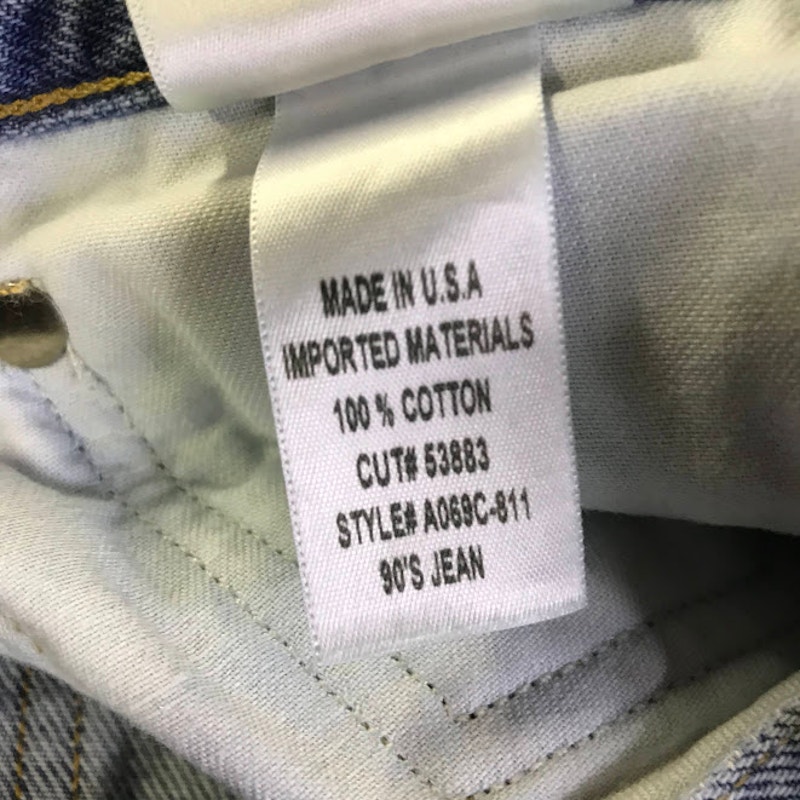 MADE IN U.S.A
IMPORTED MATERIALS
100 % COTTON
CUT# 53883
STYLE# A069C-811
90'S JEAN